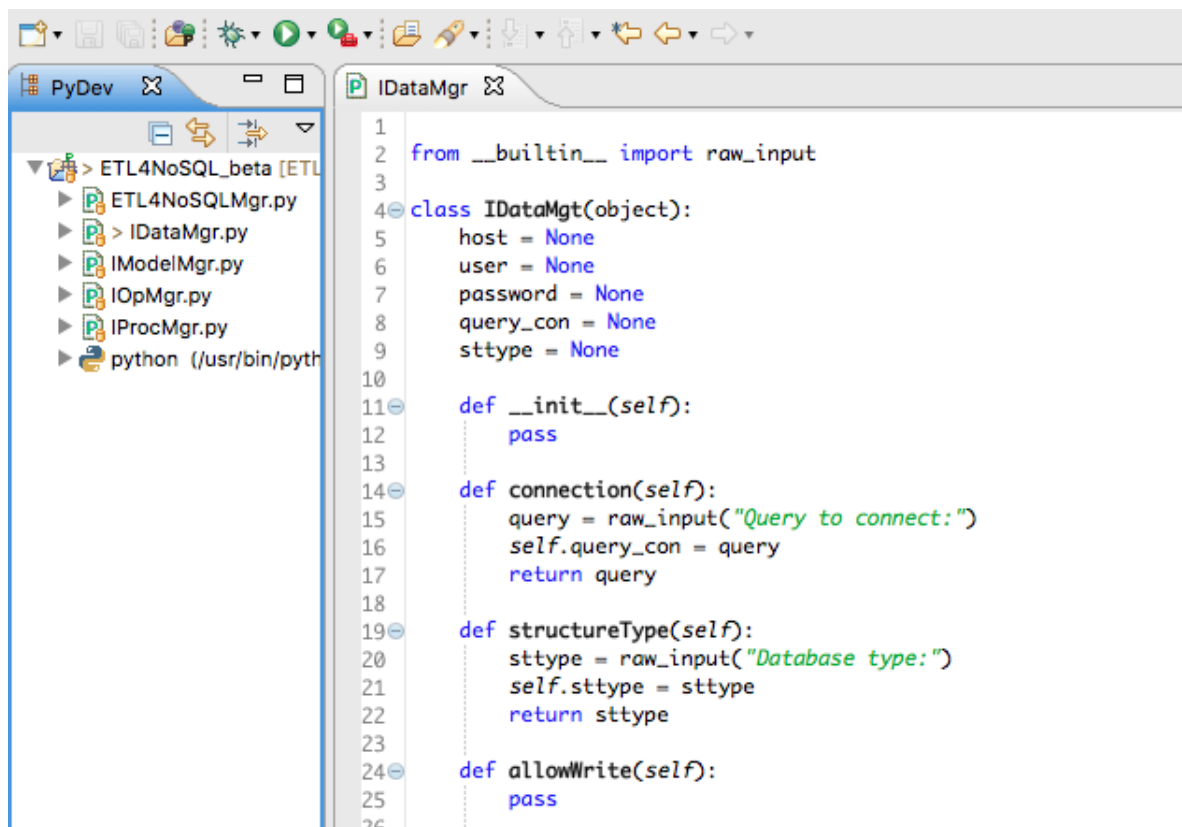 PyDev
> ETL4NoSQL_beta [ETL
ETL4NoSQLMgr.py
> IDataMgr.py
IModelMgr.py
IOpMgr.py
IProcMgr.py
python (/usr/bin/pyth
IDataMgr
1
2 from __builtin__ import raw_input
3
4 class IDataMgt(object):
5 host = None
6 user = None
7 password = None
8 query_con = None
9 sttype = None
10
11 def __init__(self):
12 pass
13
14 def connection(self):
15 query = raw_input("Query to connect:")
16 self.query_con = query
17 return query
18
19 def structureType(self):
20 sttype = raw_input("Database type:")
21 self.sttype = sttype
22 return sttype
23
24 def allowWrite(self):
25 pass
26